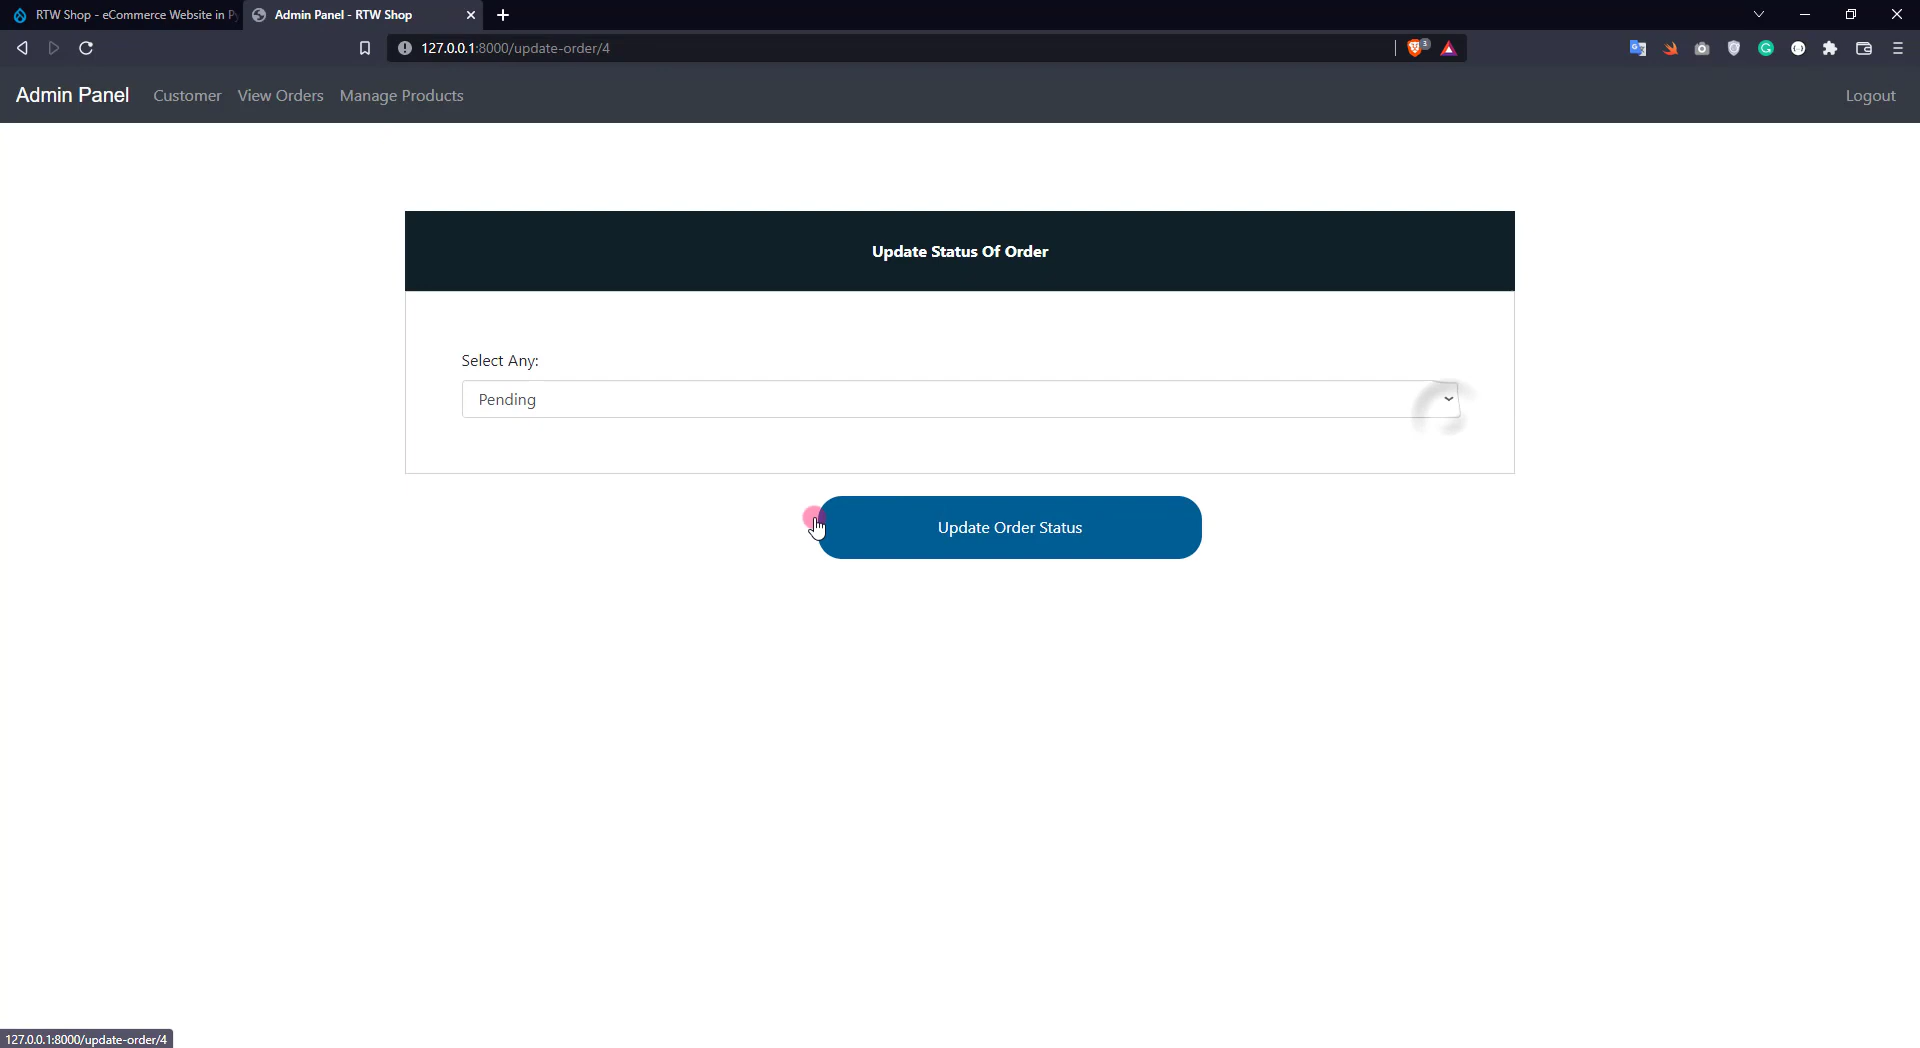 RTW Shop - eCommerce Website in P
Admin Panel - RTW Shop
127.0.0.1:8000/update-order/4
3
Admin Panel
Customer
View Orders
Manage Products
Logout
Update Status Of Order
Select Any:
Pending
Update Order Status
127.0.0.1:8000/update-order/4